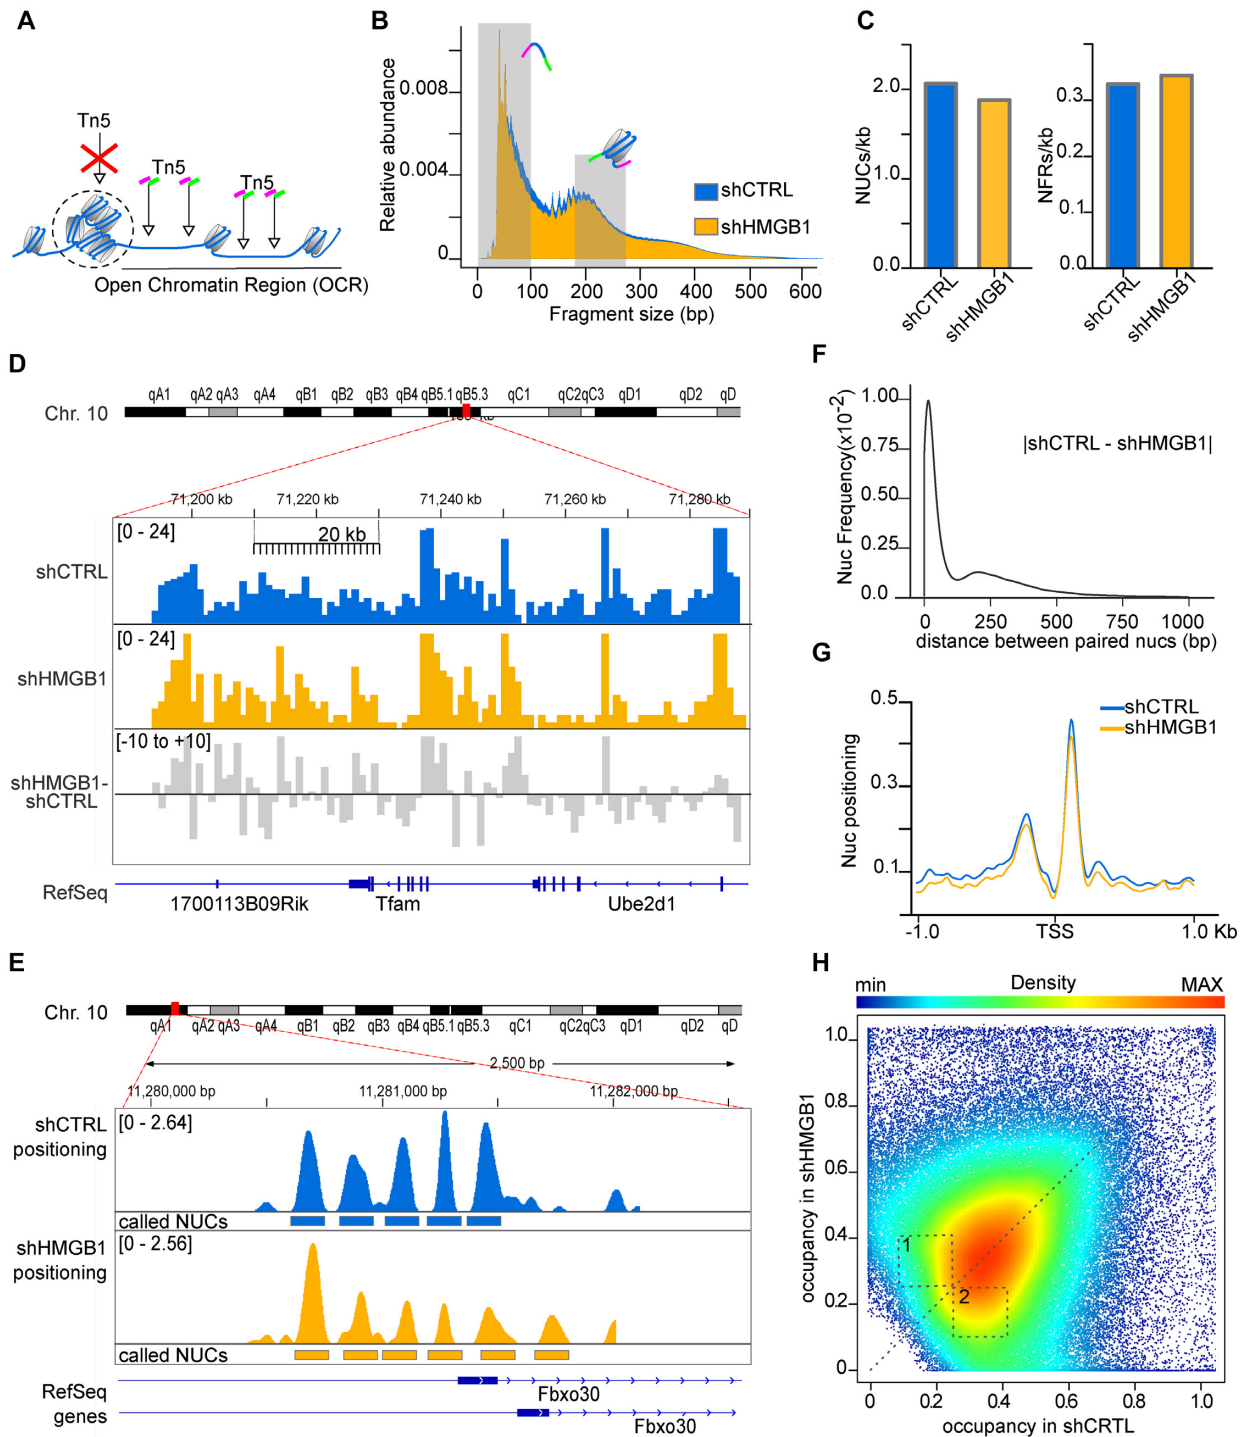 A
Tn5
Tn5
Tn5
Open Chromatin Region (OCR)
B
Relative abundance
0.008
0.004
0
shCTRL
shHMGB1
0 100 200 300 400 500 600
Fragment size (bp)
C
NUCs/kb
2.0
1.0
0.0
shCTRL
shHMGB1
NFRs/kb
0.3
0.2
0.1
0.0
shCTRL
shHMGB1
D
qA1 qA2 qA3 qA4 qB1 qB2 qB3 qB4 qB5.1 qB5.3 qC1 qC2 qC3 qD1 qD2 qD
Chr. 10
71,200 kb 71,220 kb 71,240 kb 71,260 kb 71,280 kb
[0 - 24]
20 kb
shCTRL
[0 - 24]
shHMGB1
[-10 to +10]
shHMGB1-
shCTRL
RefSeq
1700113B09Rik Tfam Ube2d1
E
Chr. 10
qA1 qA2 qA3 qA4 qB1 qB2 qB3 qB4 qB5.1 qB5.3 qC1 qC2 qC3 qD1 qD2 qD
2,500 bp
11,280,000 bp 11,281,000 bp 11,282,000 bp
shCTRL
positioning
[0 - 2.64]
called NUCs
shHMGB1
positioning
[0 - 2.56]
called NUCs
RefSeq
genes
Fbxo30
Fbxo30
F
Nuc Frequency(x10-2)
1.00
0.75
0.50
0.25
0.0
|shCTRL - shHMGB1|
0 250 500 750 1000
distance between paired nucs (bp)
G
Nuc positioning
0.5
0.3
0.1
shCTRL
shHMGB1
-1.0 TSS 1.0 Kb
H
min Density MAX
occupancy in shHMGB1
1.0
0.8
0.6
0.4
0.2
0
1
2
0 0.2 0.4 0.6 0.8 1.0
occupancy in shCRTL